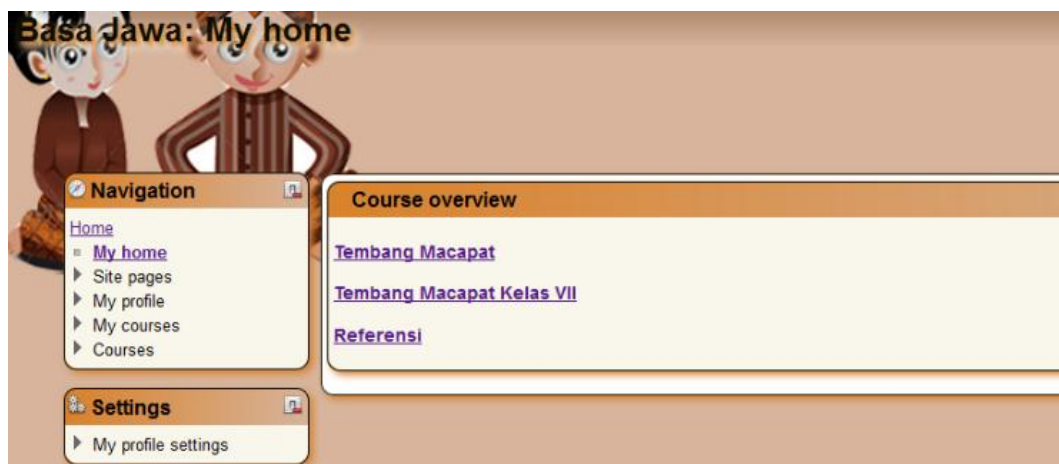 Basa Jawa: My home
Navigation
Home
My home
Site pages
My profile
My courses
Courses
Settings
My profile settings
Course overview
Tembang Macapat
Tembang Macapat Kelas VII
Referensi